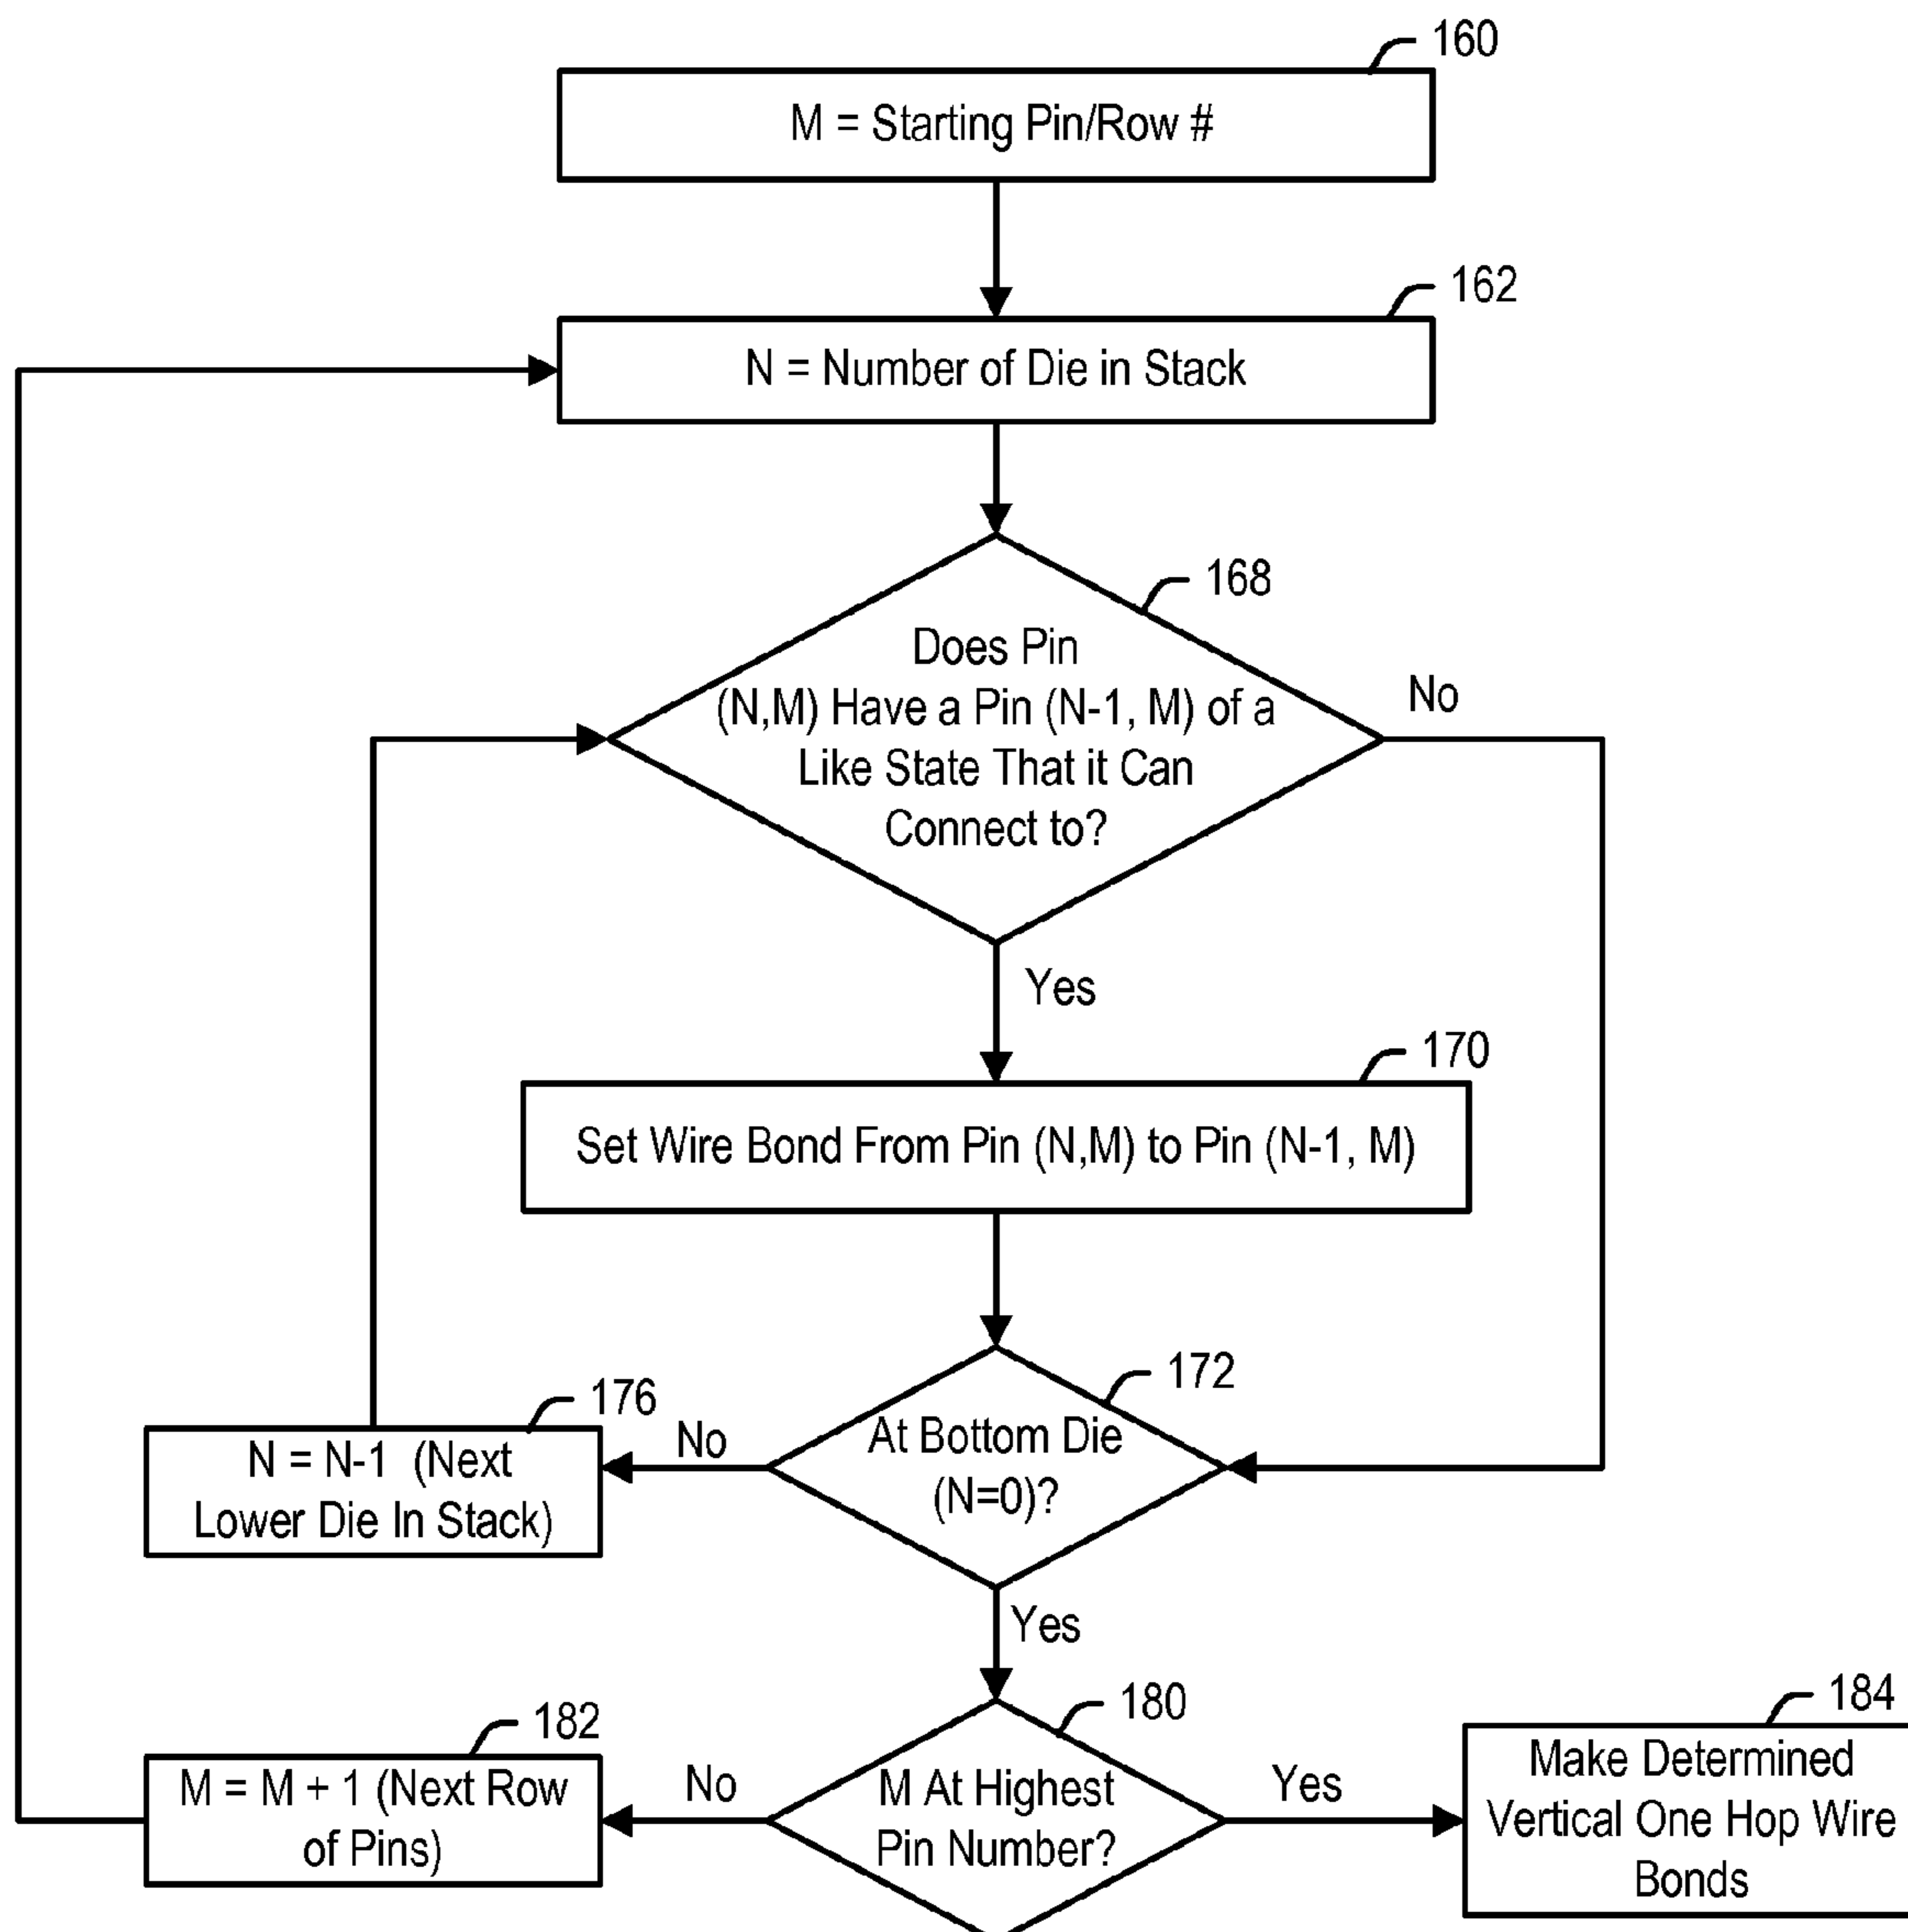 160
M = Starting Pin/Row #
162
N = Number of Die in Stack
168
Does Pin
(N,M) Have a Pin (N-1, M) of a
Like State That it Can
Connect to?
No
Yes
170
Set Wire Bond From Pin (N,M) to Pin (N-1, M)
172
At Bottom Die
(N=0)?
No
176
N = N-1 (Next
Lower Die In Stack)
Yes
180
M At Highest
Pin Number?
No
182
M = M + 1 (Next Row
of Pins)
Yes
184
Make Determined
Vertical One Hop Wire
Bonds